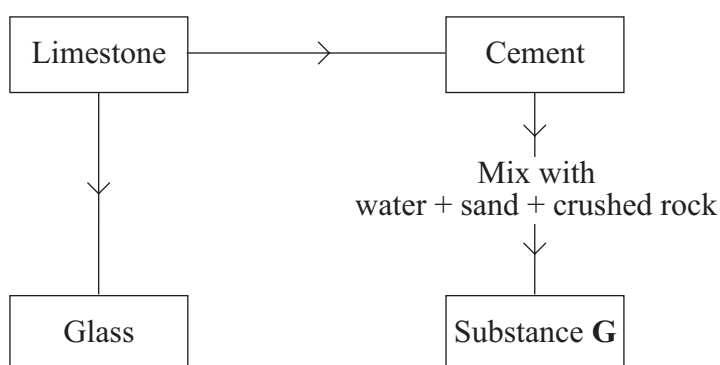 Limestone
Cement
Mix with
water + sand + crushed rock
Glass
Substance G